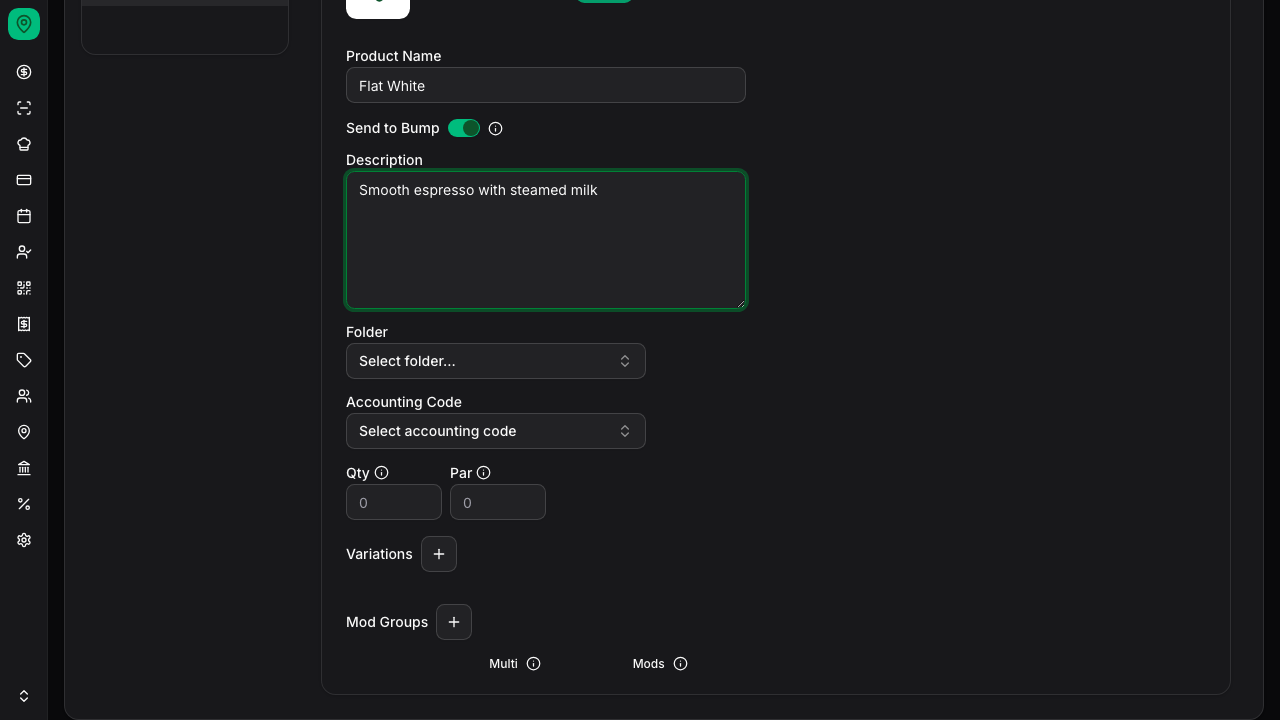 Product Name
Flat White
Send to Bump
Description
Smooth espresso with steamed milk
Folder
Select folder...
Accounting Code
Select accounting code
Qty Par
0 0
Variations
Mod Groups
Multi Mods